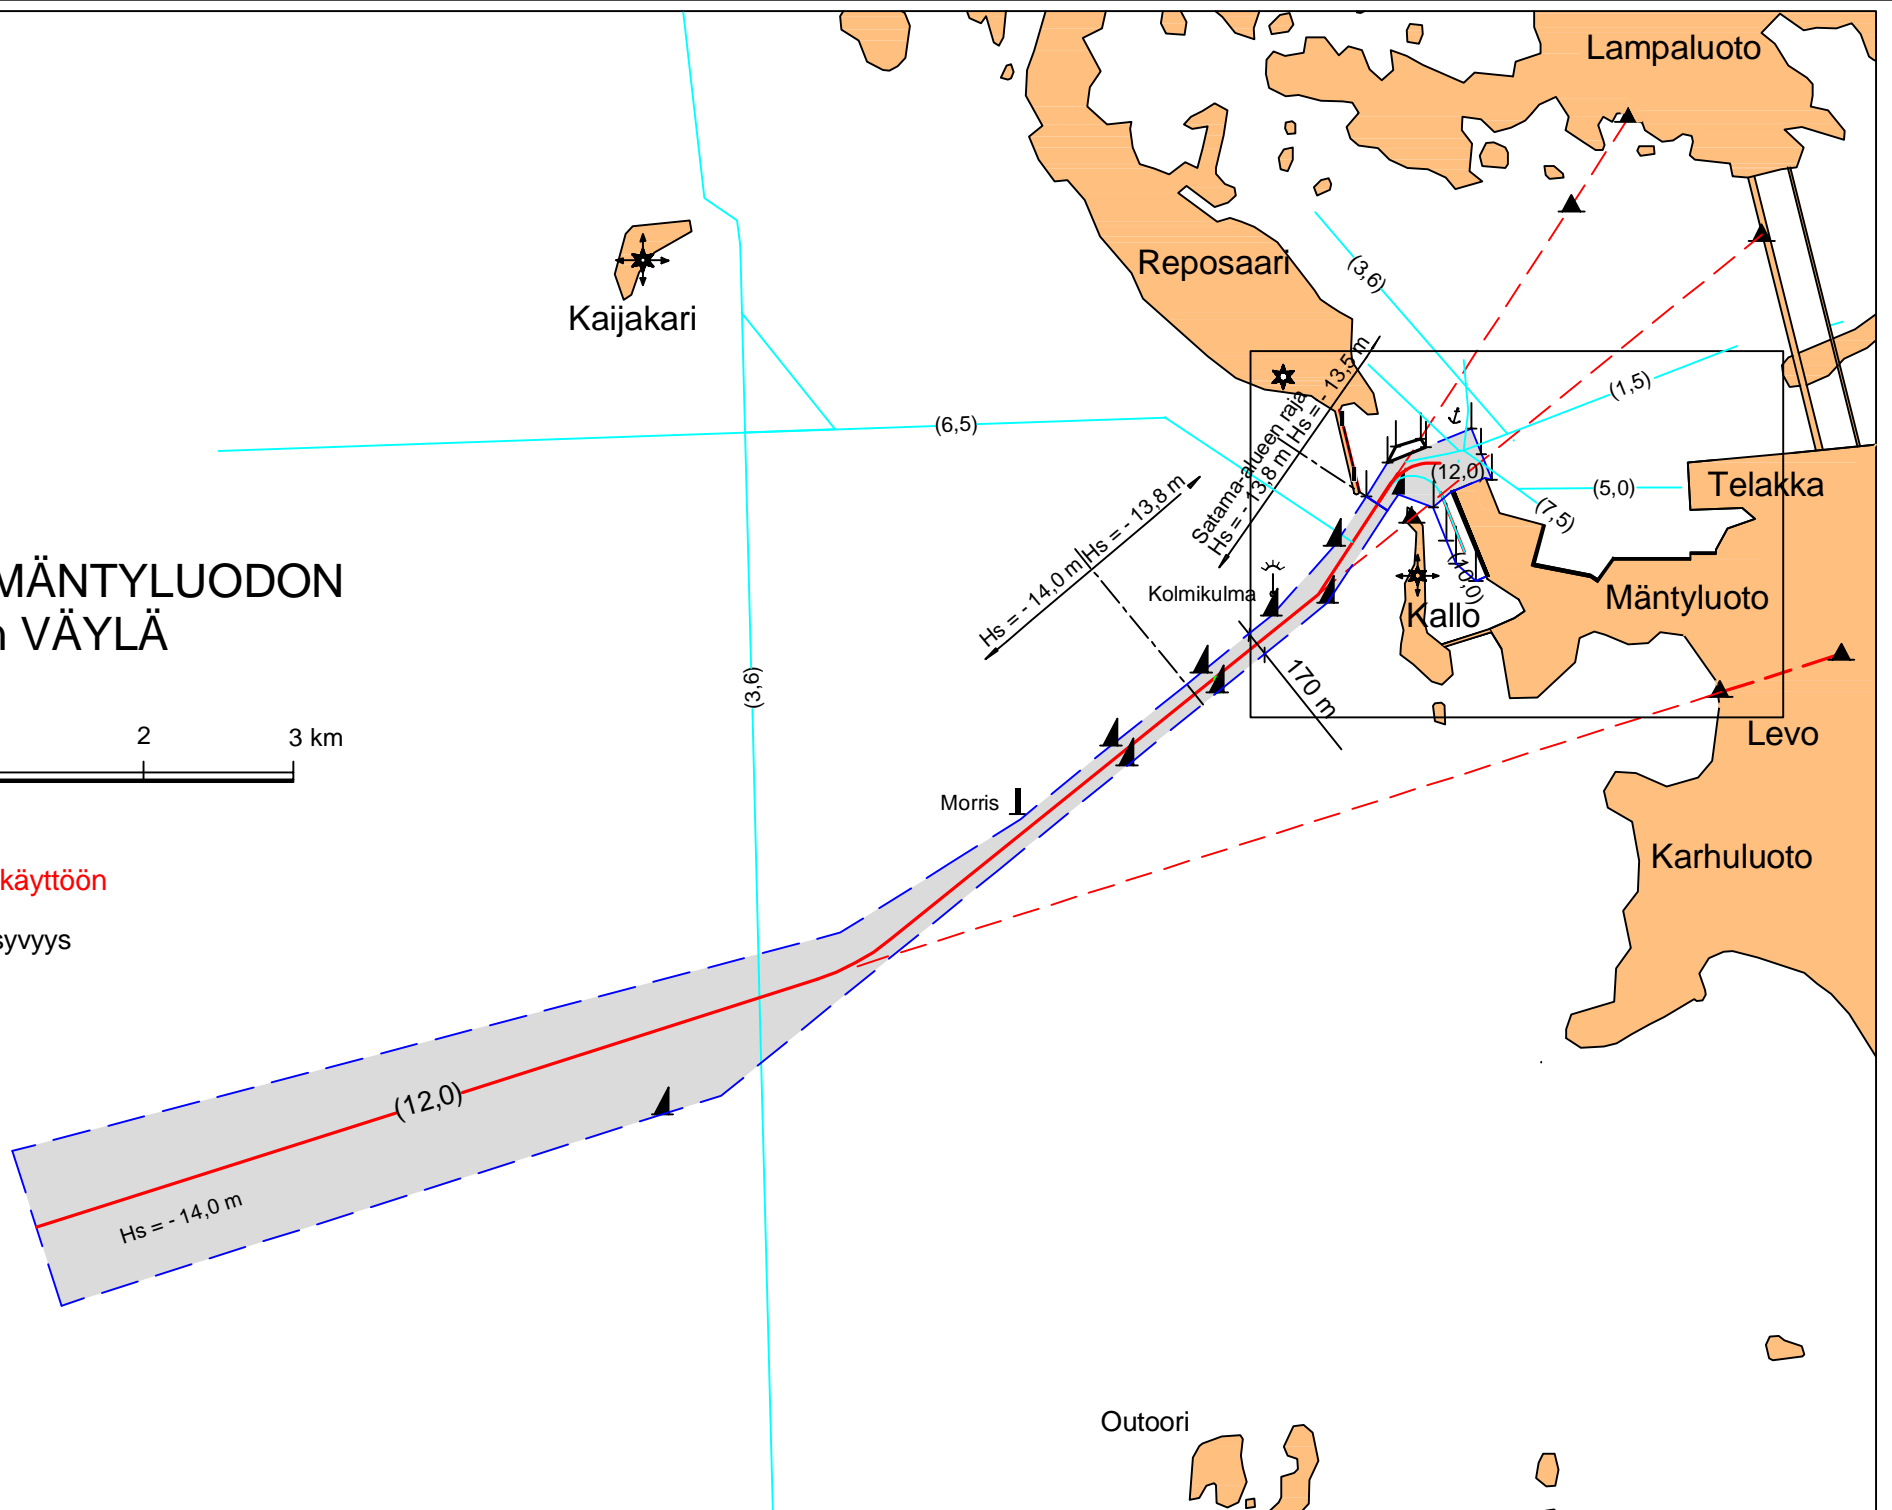 Lampaluoto
Reposaari
(3,6)
Kaijakari
(1,5)
(6,5)
Satama-alueen raja
Hs = - 13,8 m Hs = - 13,5 m
(12,0)
Telakka
(5,0)
(7,5)
Hs = - 14,0 m Hs = - 13,8 m
MÄNTYLUODON
VÄYLÄ
Kolmikulma
(10,0)
Kallo
Mäntyluoto
(3,6)
170 m
2
3 km
Levo
Morris
Karhuluoto
käyttöön
syvyys
(12,0)
Hs = - 14,0 m
Outoori